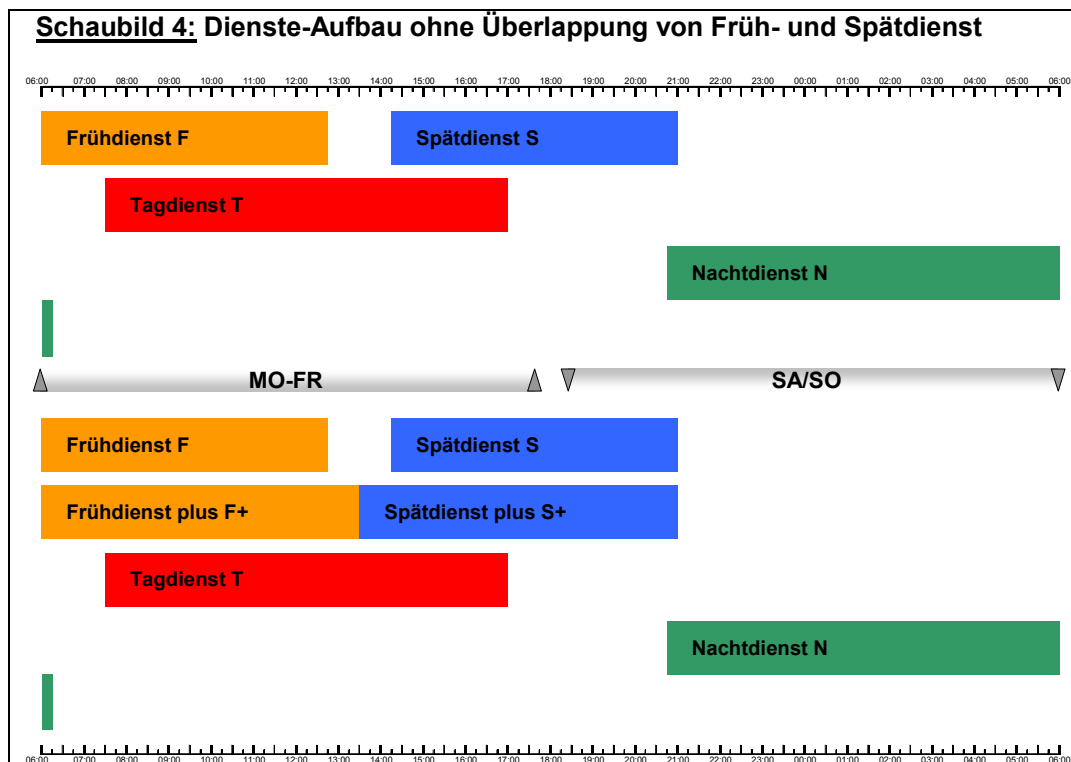 Schaubild 4: Dienste-Aufbau ohne Überlappung von Früh- und Spätdienst
06:00 07:00 08:00 09:00 10:00 11:00 12:00 13:00 14:00 15:00 16:00 17:00 18:00 19:00 20:00 21:00 22:00 23:00 00:00 01:00 02:00 03:00 04:00 05:00 06:00
Frühdienst F Spätdienst S
Tagdienst T
Nachtdienst N
MO-FR SA/SO
Frühdienst F Spätdienst S
Frühdienst plus F+ Spätdienst plus S+
Tagdienst T
Nachtdienst N
06:00 07:00 08:00 09:00 10:00 11:00 12:00 13:00 14:00 15:00 16:00 17:00 18:00 19:00 20:00 21:00 22:00 23:00 00:00 01:00 02:00 03:00 04:00 05:00 06:00